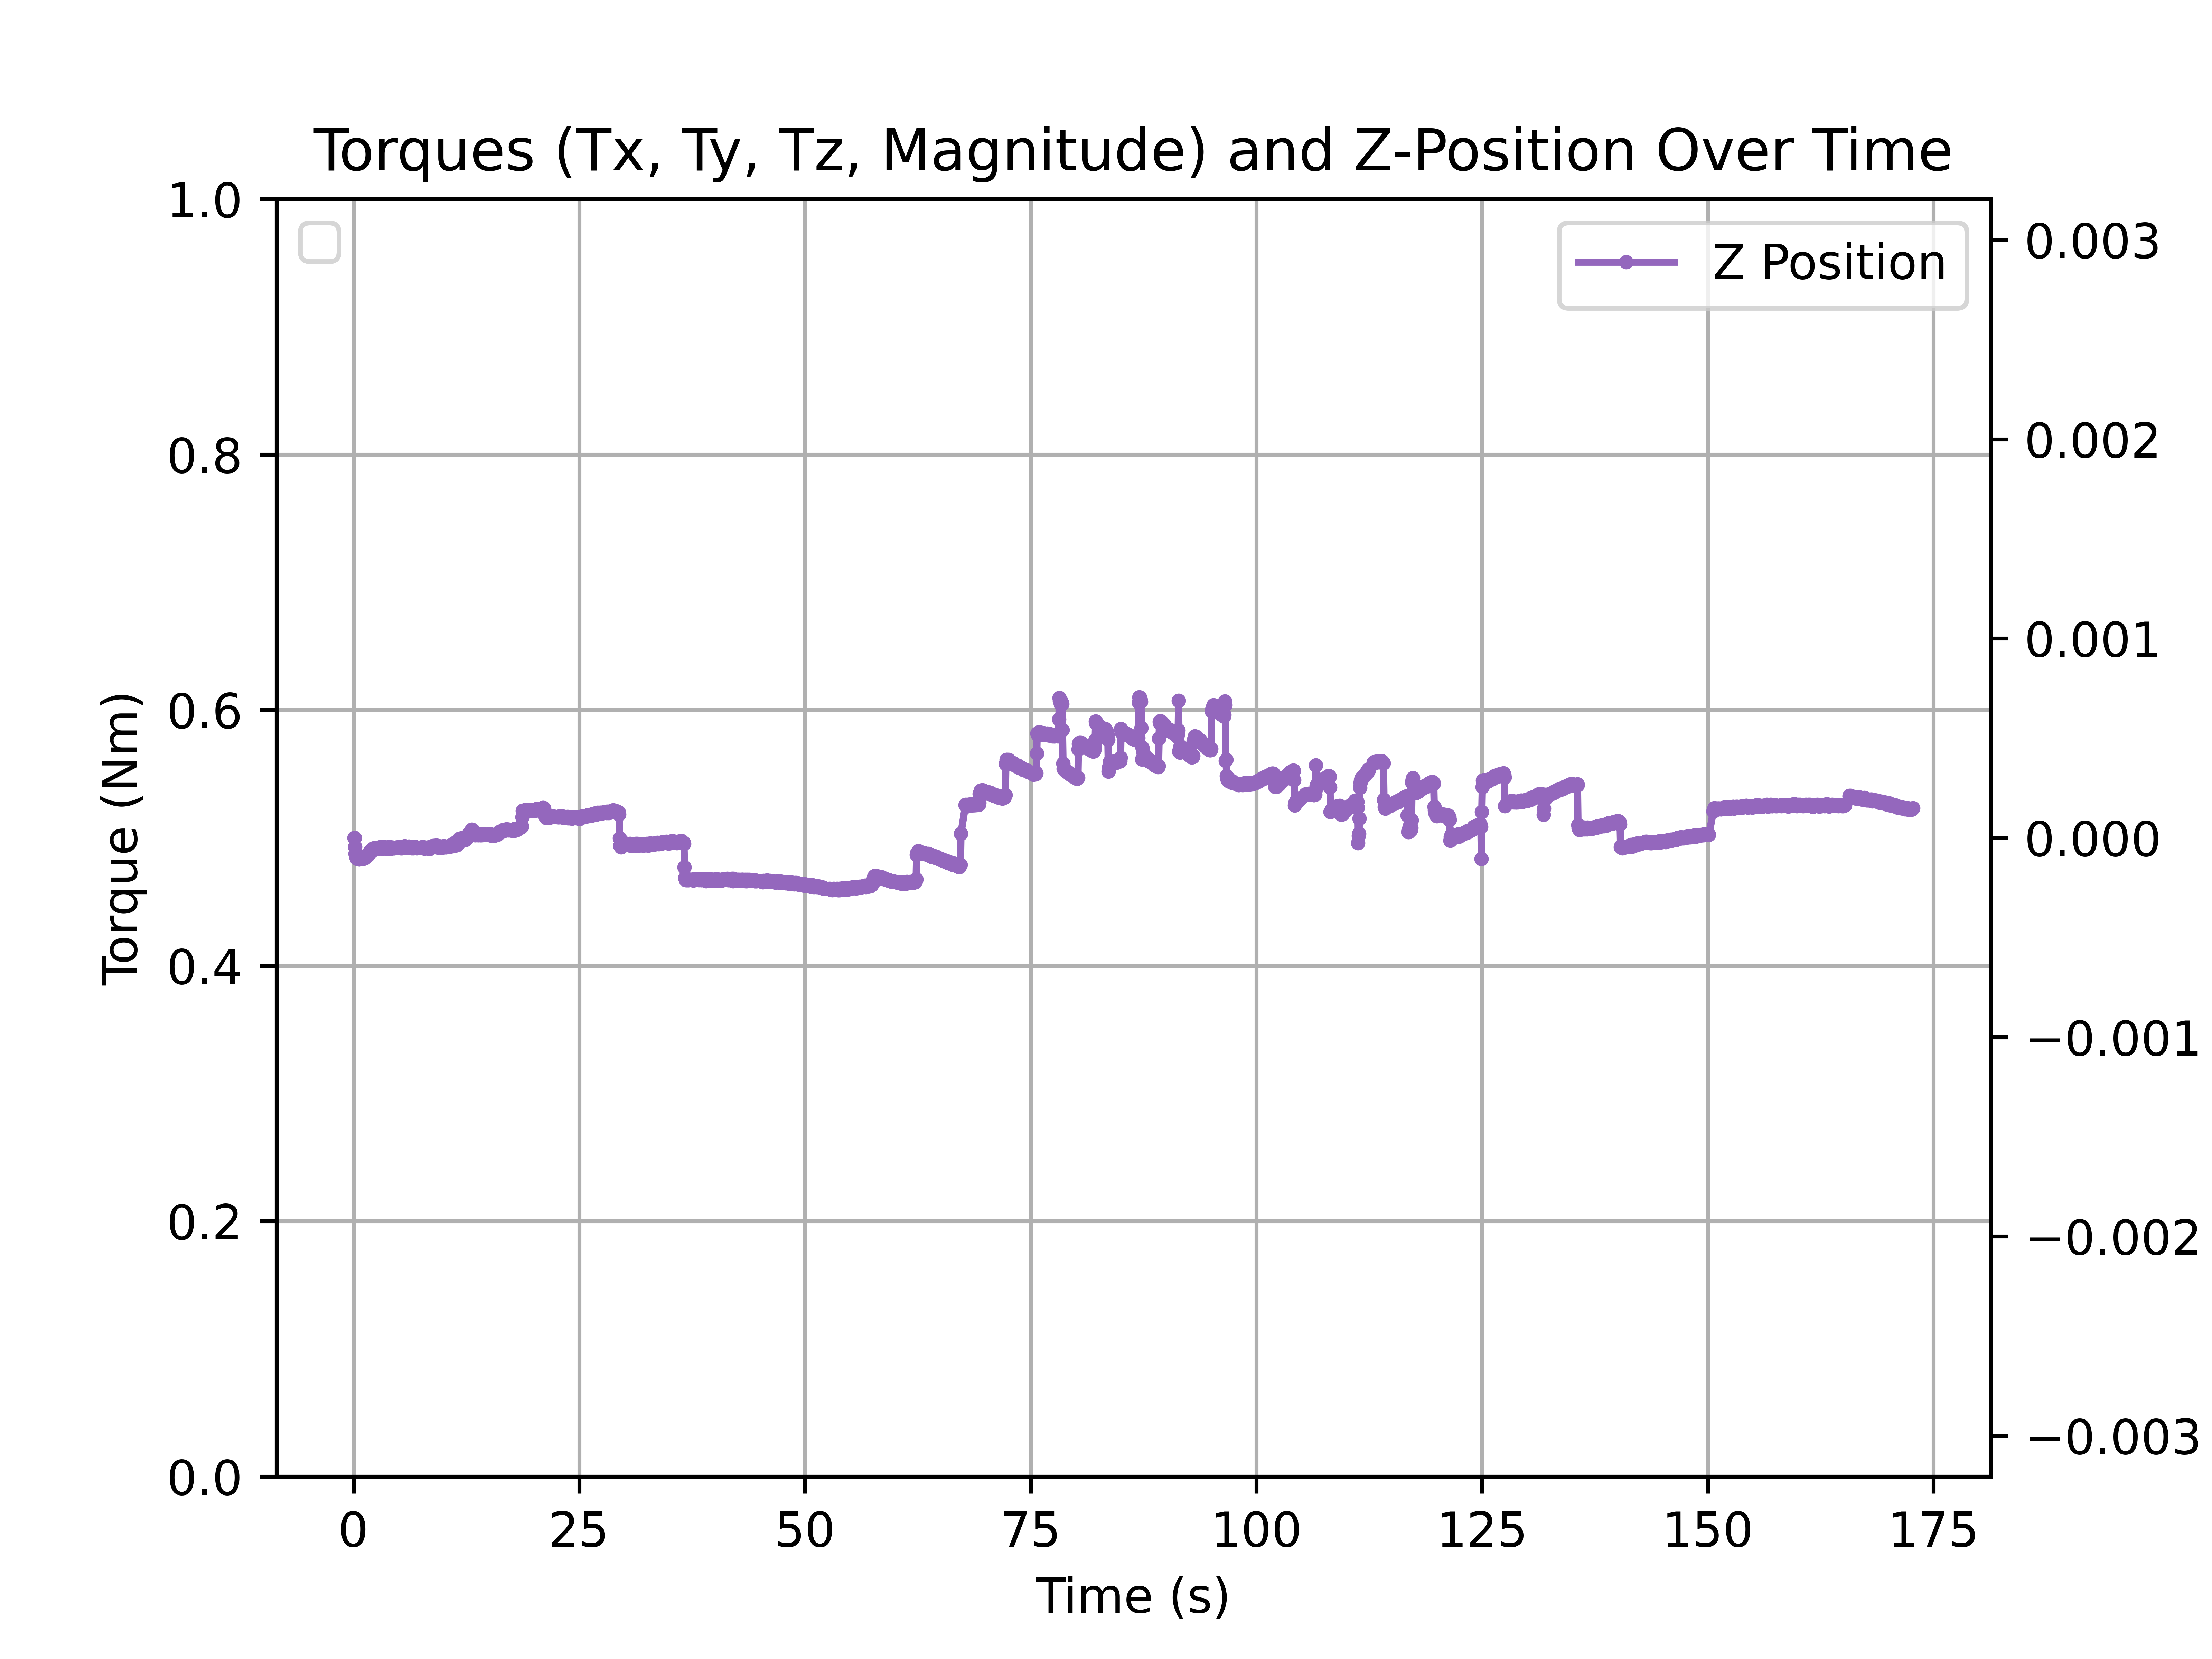 Torques (Tx, Ty, Tz, Magnitude) and Z-Position Over Time
Z Position
Torque (Nm)
1.0
0.8
0.6
0.4
0.2
0.0
0.003
0.002
0.001
0.000
−0.001
−0.002
−0.003
0 25 50 75 100 125 150 175
Time (s)